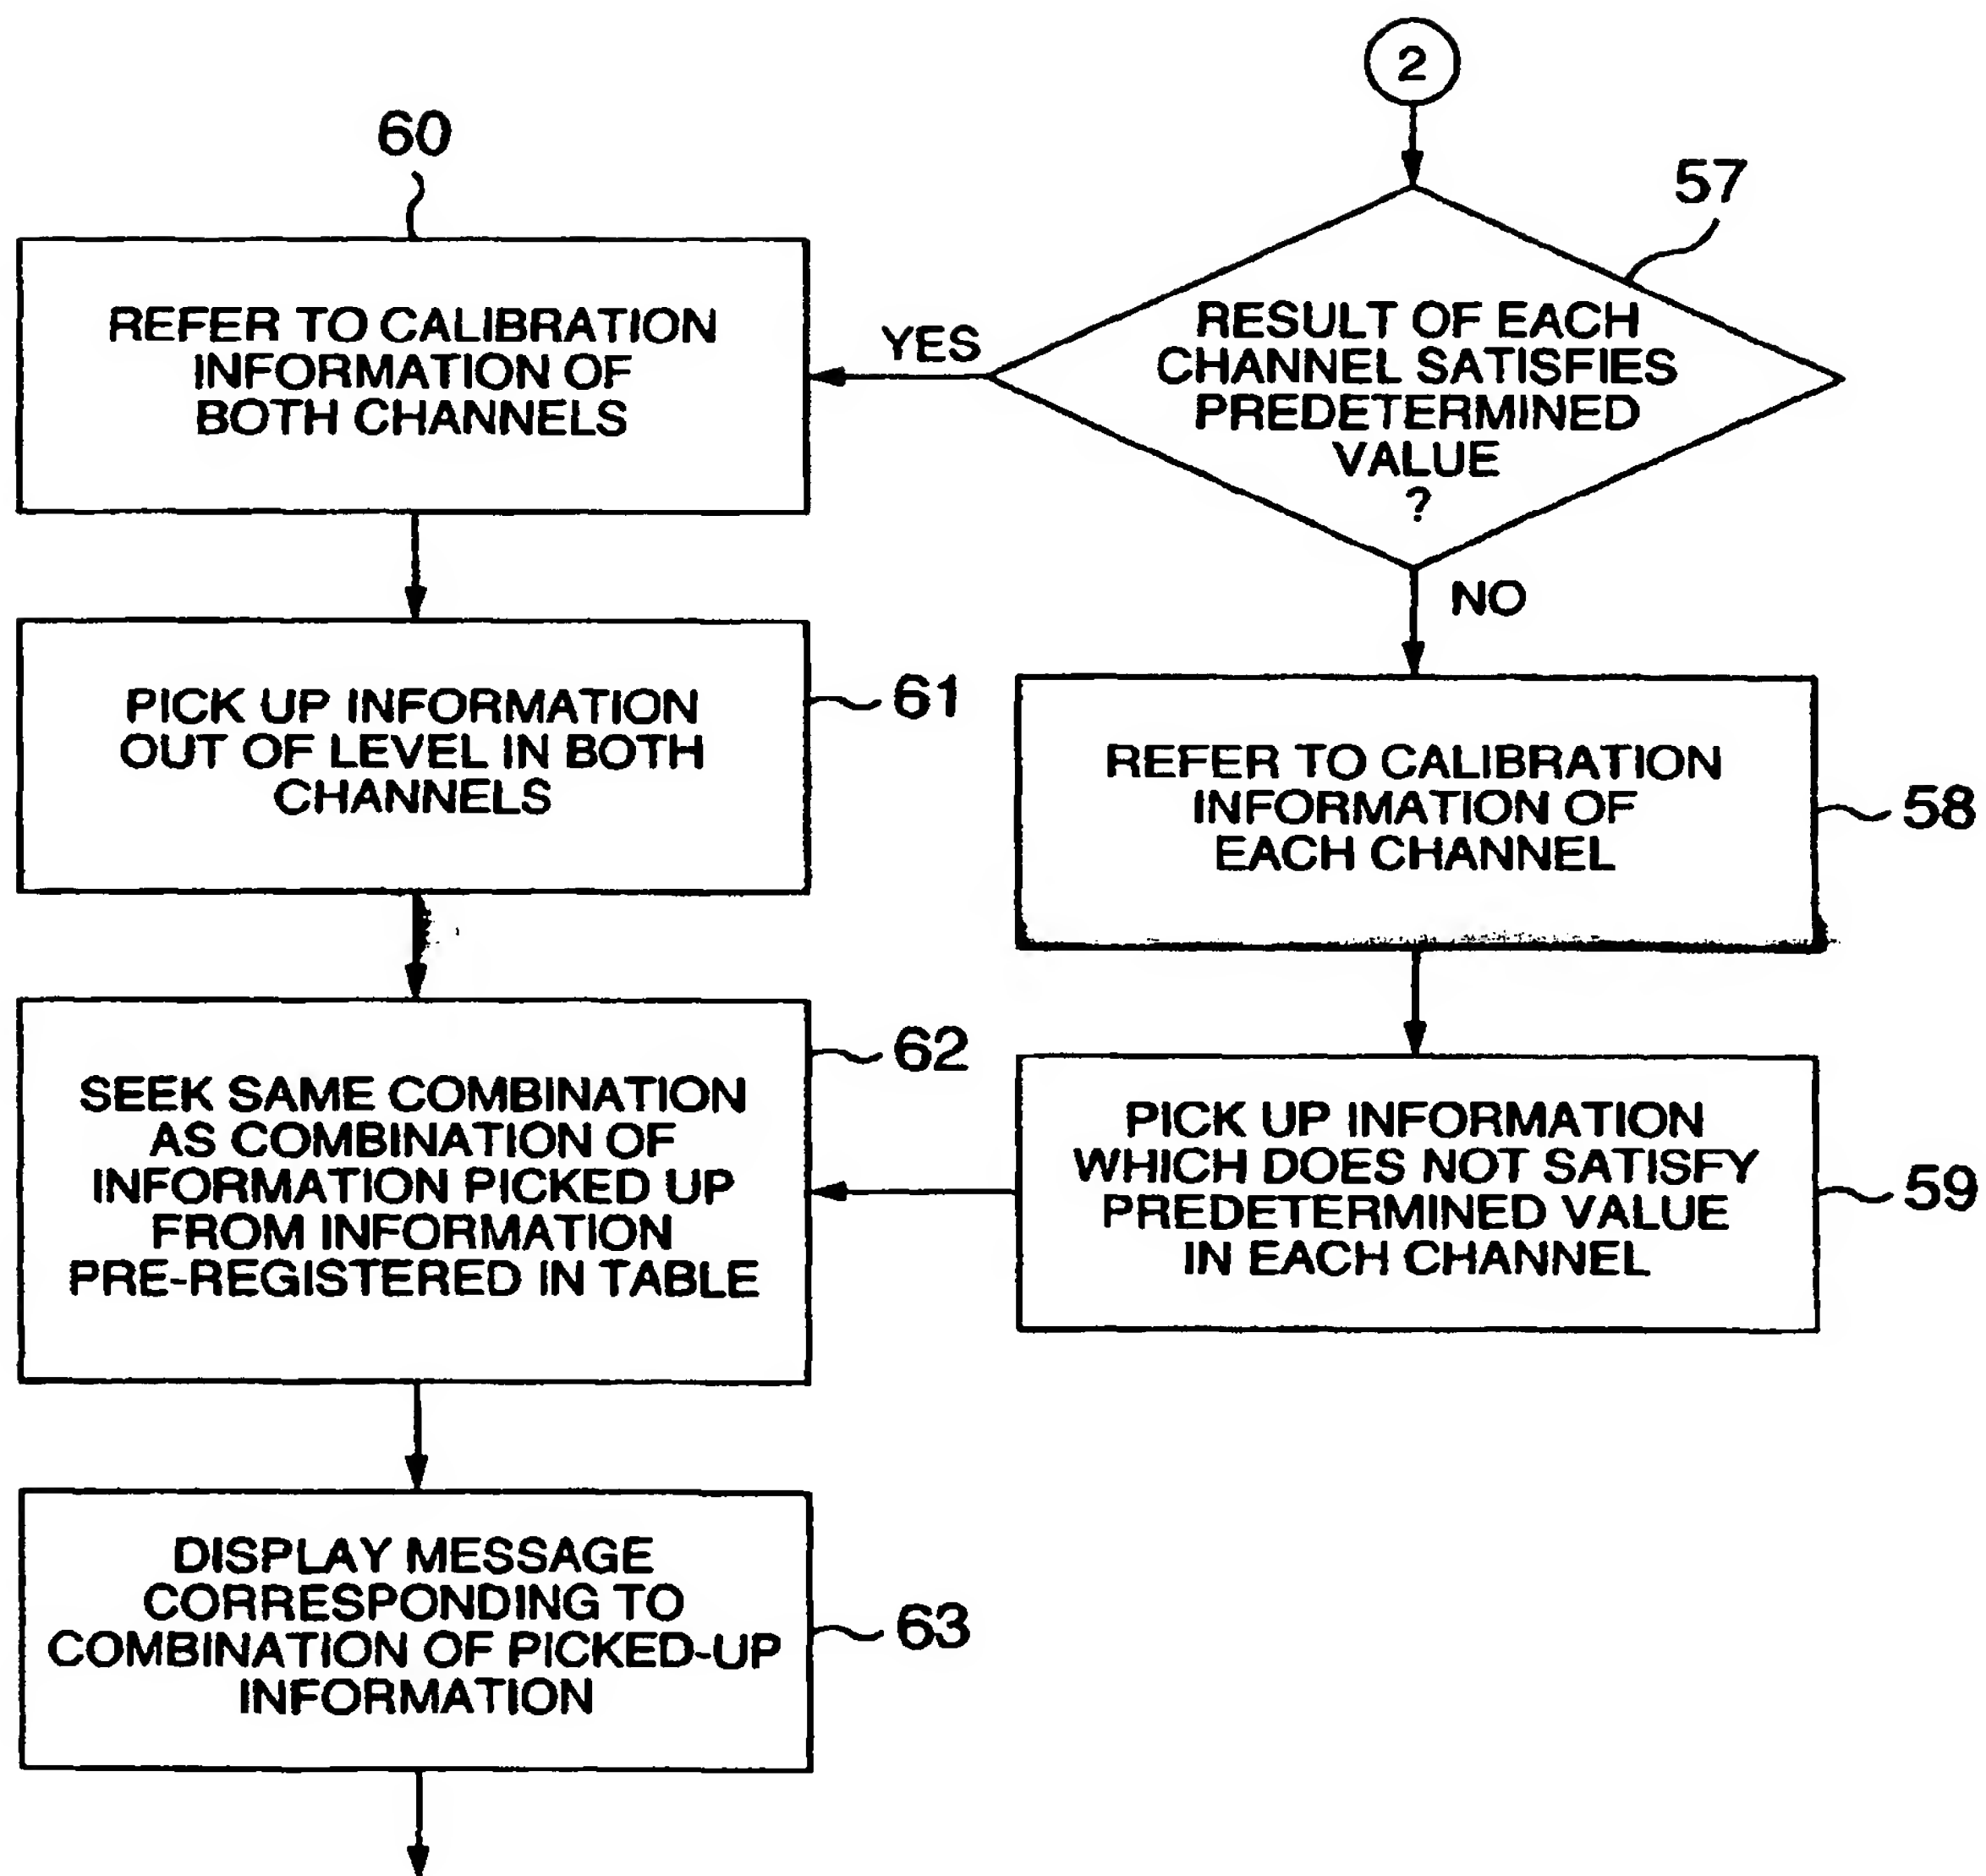 2
57
RESULT OF EACH
CHANNEL SATISFIES
PREDETERMINED
VALUE
?
YES
NO
60
REFER TO CALIBRATION
INFORMATION OF
BOTH CHANNELS
PICK UP INFORMATION
OUT OF LEVEL IN BOTH
CHANNELS
61
REFER TO CALIBRATION
INFORMATION OF
EACH CHANNEL
58
PICK UP INFORMATION
WHICH DOES NOT SATISFY
PREDETERMINED VALUE
IN EACH CHANNEL
59
62
SEEK SAME COMBINATION
AS COMBINATION OF
INFORMATION PICKED UP
FROM INFORMATION
PRE-REGISTERED IN TABLE
DISPLAY MESSAGE
CORRESPONDING TO
COMBINATION OF PICKED-UP
INFORMATION
63